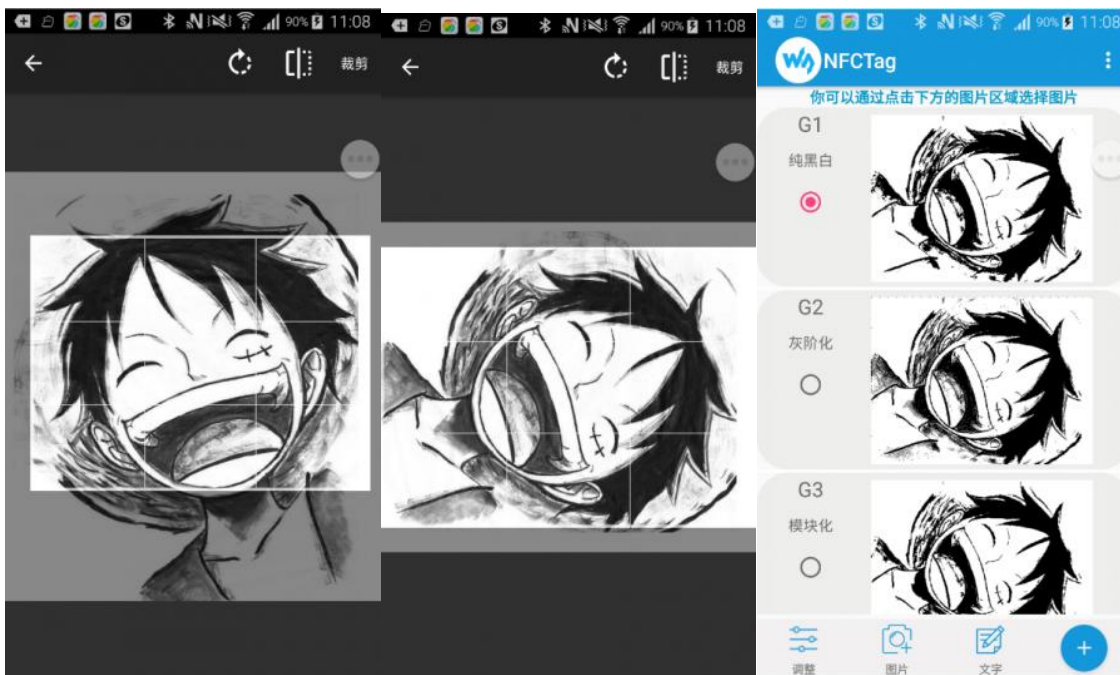 90% 11:08
裁剪
90% 11:08
裁剪
90% 11:08
NFCTag
你可以通过点击下方的图片区域选择图片
G1
纯黑白
G2
灰阶化
G3
模块化
调整
图片
文字